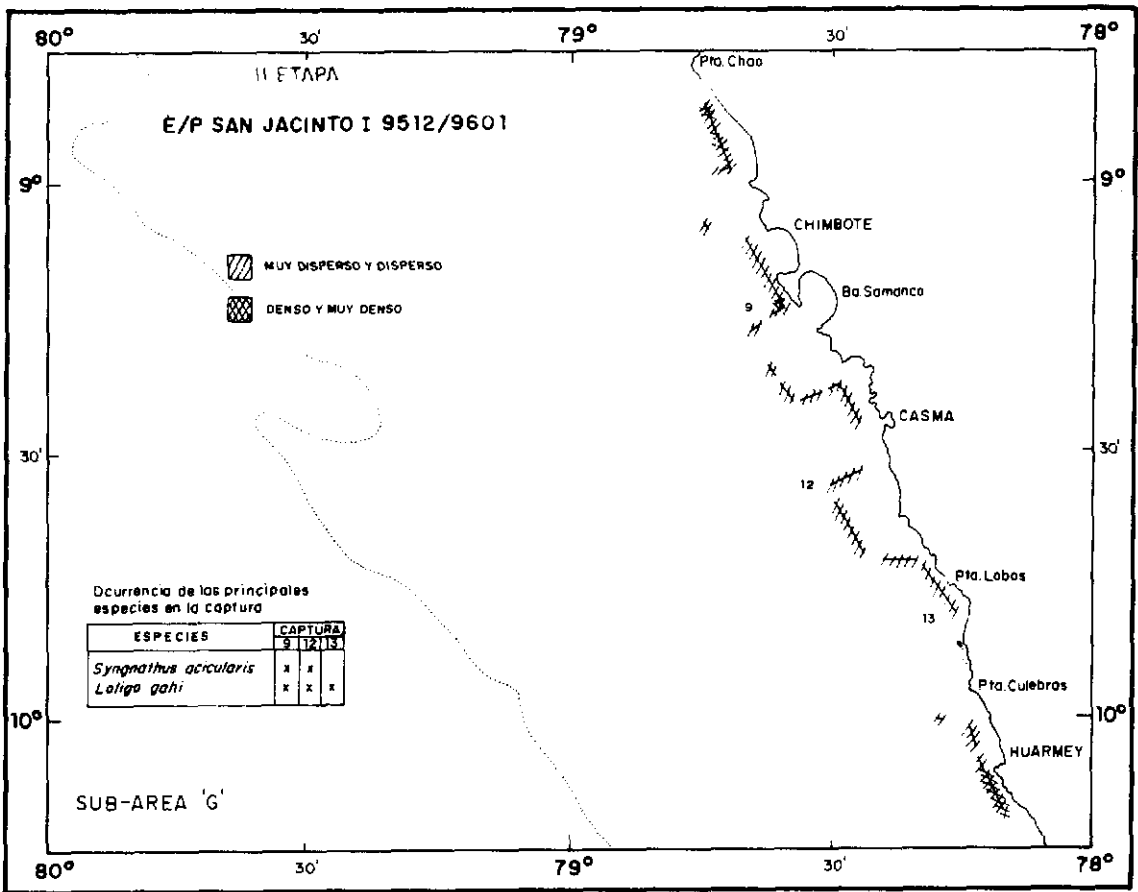 80°
30'
79°
30'
78°
II ETAPA
Pta. Chao
E/P SAN JACINTO I 9512/9601
9°
9°
CHIMBOTE
MUY DISPERSO Y DISPERSO
Ba. Samanco
DENSO Y MUY DENSO
9
CASMA
30'
30'
12
Pta. Lobos
Ocurrencia de las principales
especies en la captura
13
ESPECIES CAPTURA
9 12 13
Syngnathus acicularis x x
Loligo gahi x x x
Pta. Culebras
10°
10°
HUARMEY
SUB-AREA 'G'
80°
30'
79°
30'
78°